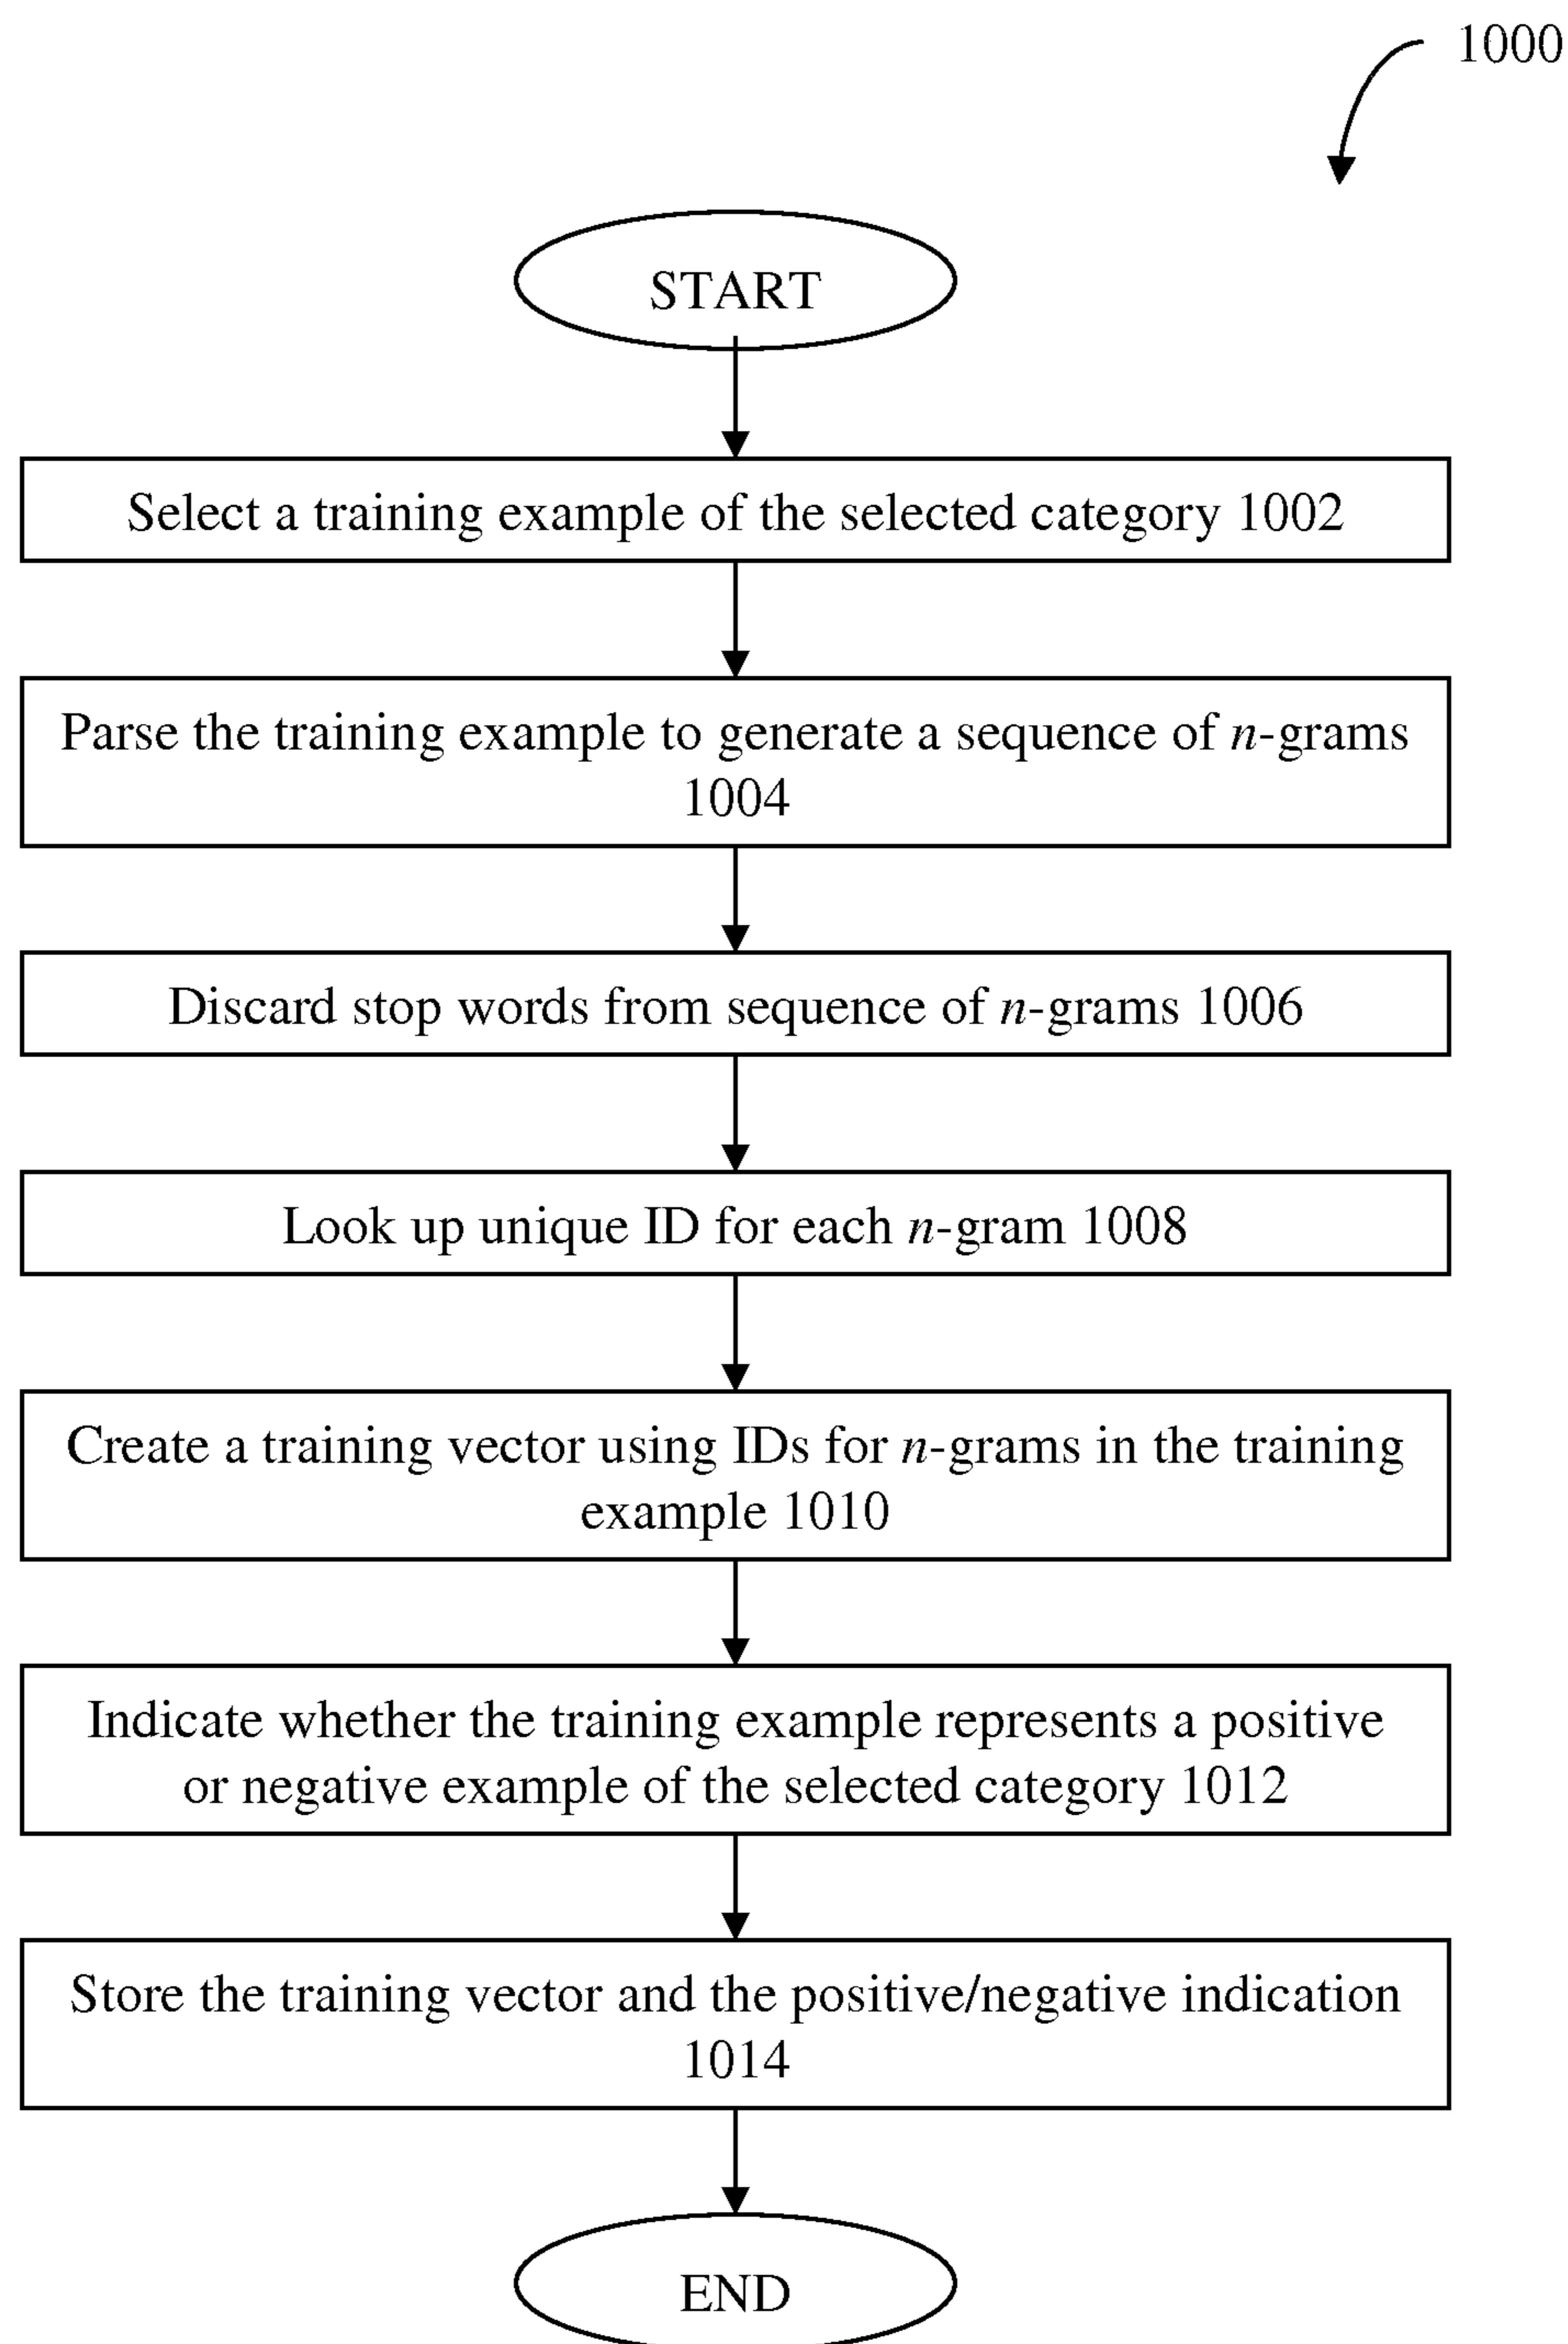 1000
START
Select a training example of the selected category 1002
Parse the training example to generate a sequence of n-grams
1004
Discard stop words from sequence of n-grams 1006
Look up unique ID for each n-gram 1008
Create a training vector using IDs for n-grams in the training
example 1010
Indicate whether the training example represents a positive
or negative example of the selected category 1012
Store the training vector and the positive/negative indication
1014
END